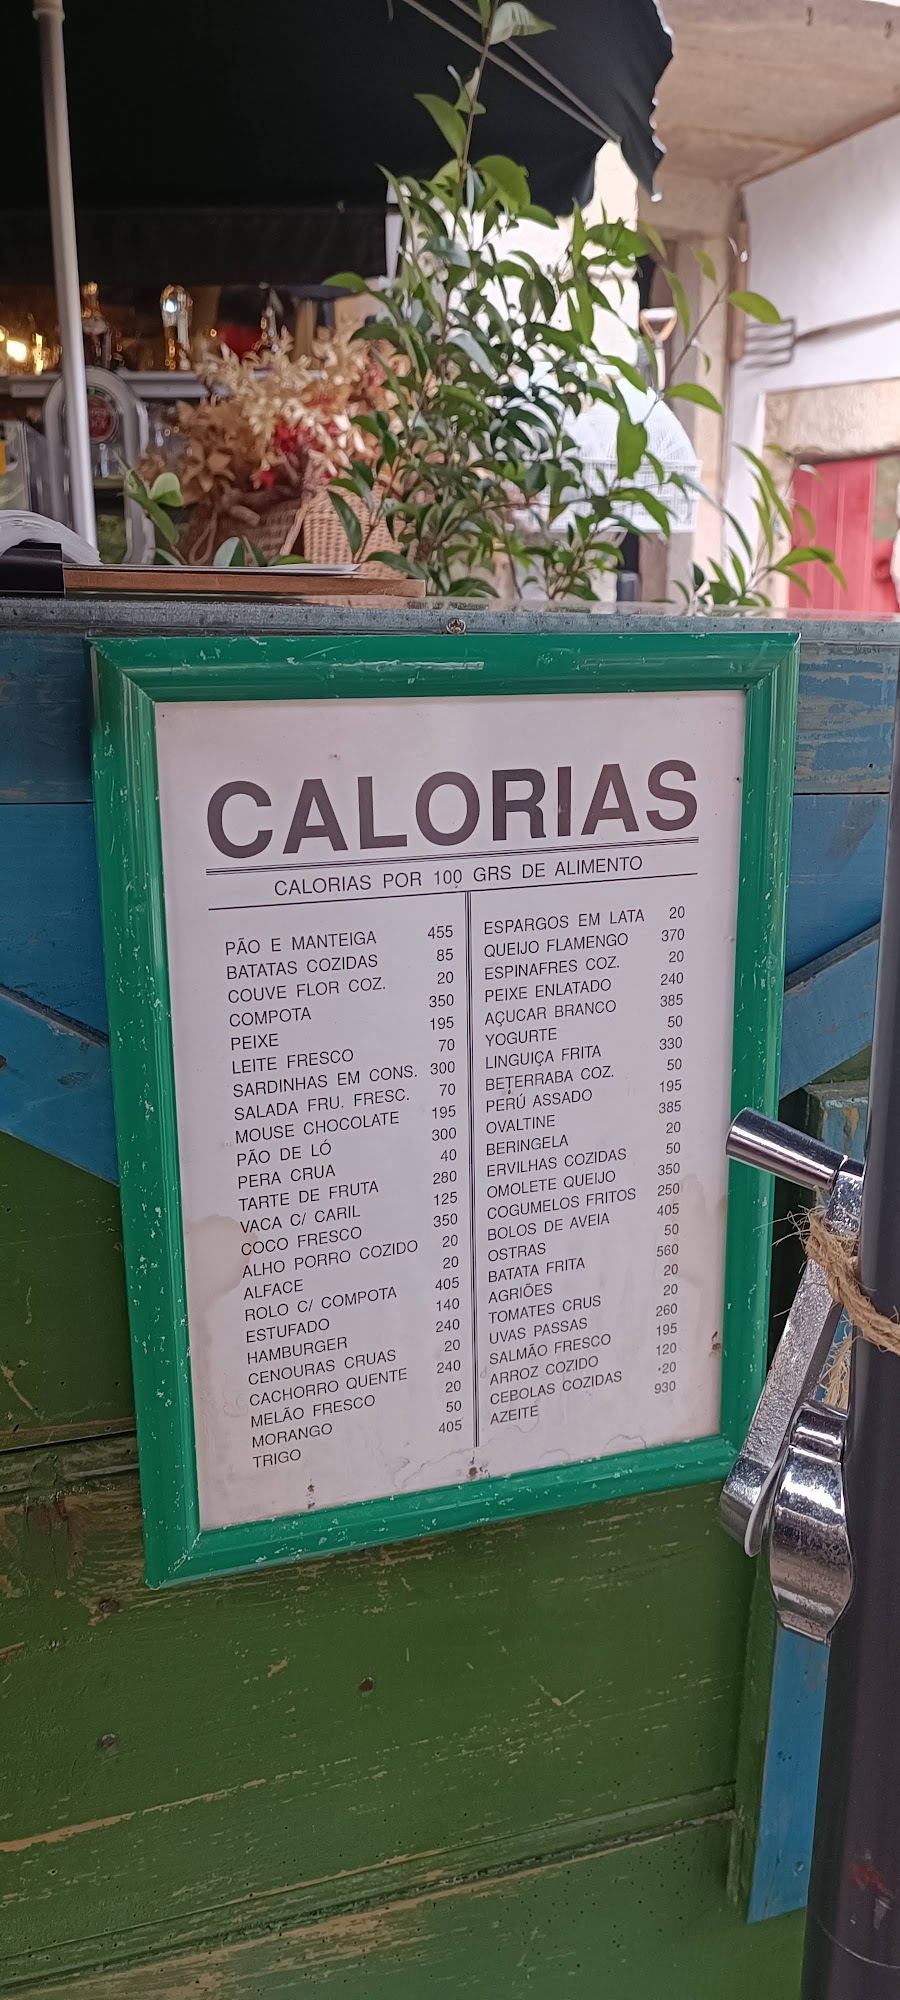 CALORIAS
CALORIAS POR 100 GRS DE ALIMENTO
PÃO E MANTEIGA 455
BATATAS COZIDAS 85
COUVE FLOR COZ. 20
COMPOTA 350
PEIXE 195
LEITE FRESCO 70
SARDINHAS EM CONS. 300
SALADA FRU. FRESC. 70
MOUSE CHOCOLATE 195
PÃO DE LÓ 300
PERA CRUA 40
TARTE DE FRUTA 280
VACA C/ CARIL 125
COCO FRESCO 350
ALHO PORRO COZIDO 20
ALFACE 20
ROLO C/ COMPOTA 405
ESTUFADO 140
HAMBURGER 240
CENOURAS CRUAS 20
CACHORRO QUENTE 240
MELÃO FRESCO 20
MORANGO 50
TRIGO 405
ESPARGOS EM LATA 20
QUEIJO FLAMENGO 370
ESPINAFRES COZ. 20
PEIXE ENLATADO 240
AÇUCAR BRANCO 385
YOGURTE 50
LINGUIÇA FRITA 330
BETERRABA COZ. 50
PERÚ ASSADO 195
OVALTINE 385
BERINGELA 20
ERVILHAS COZIDAS 50
OMOLETE QUEIJO 350
COGUMELOS FRITOS 250
BOLOS DE AVEIA 405
OSTRAS 50
BATATA FRITA 560
AGRIÕES 20
TOMATES CRUS 20
UVAS PASSAS 260
SALMÃO FRESCO 195
ARROZ COZIDO 120
CEBOLAS COZIDAS 20
AZEITE 930